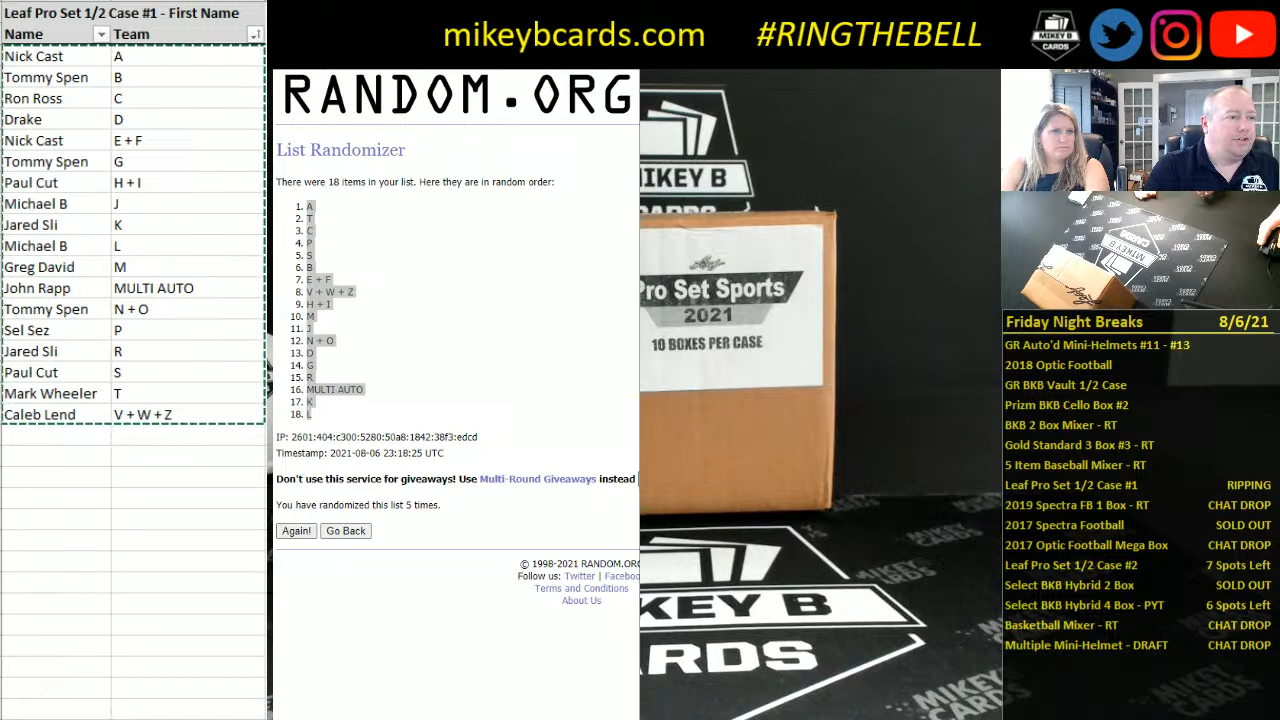 Leaf Pro Set 1/2 Case #1 - First Name
Name Team
Nick Cast A
Tommy Spen B
Ron Ross C
Drake D
Nick Cast E + F
Tommy Spen G
Paul Cut H + I
Michael B J
Jared Sli K
Michael B L
Greg David M
John Rapp MULTI AUTO
Tommy Spen N + O
Sel Sez P
Jared Sli R
Paul Cut S
Mark Wheeler T
Caleb Lend V + W + Z
mikeybcards.com #RINGTHEBELL
MIKEY B
CARDS
RANDOM.ORG
List Randomizer
There were 18 items in your list. Here they are in random order:
1. A
2. T
3. C
4. P
5. S
6. B
7. E + F
8. V + W + Z
9. H + I
10. M
11. J
12. N + O
13. D
14. G
15. R
16. MULTI AUTO
17. K
18. L
IP: 2601:404:c300:5280:50a8:1842:38f3:edcd
Timestamp: 2021-08-06 23:18:25 UTC
Don't use this service for giveaways! Use Multi-Round Giveaways instead
You have randomized this list 5 times.
Again! Go Back
© 1998-2021 RANDOM.ORG
Follow us: Twitter | Faceboo
Terms and Conditions
About Us
MIKEY B
CARDS
Leaf
Pro Set Sports
2021
10 BOXES PER CASE
KEY B
ARDS
MIKEY
CARDS
Friday Night Breaks 8/6/21
GR Auto'd Mini-Helmets #11 - #13
2018 Optic Football
GR BKB Vault 1/2 Case
Prizm BKB Cello Box #2
BKB 2 Box Mixer - RT
Gold Standard 3 Box #3 - RT
5 Item Baseball Mixer - RT
Leaf Pro Set 1/2 Case #1 RIPPING
2019 Spectra FB 1 Box - RT CHAT DROP
2017 Spectra Football SOLD OUT
2017 Optic Football Mega Box CHAT DROP
Leaf Pro Set 1/2 Case #2 7 Spots Left
Select BKB Hybrid 2 Box SOLD OUT
Select BKB Hybrid 4 Box - PYT 6 Spots Left
Basketball Mixer - RT CHAT DROP
Multiple Mini-Helmet - DRAFT CHAT DROP